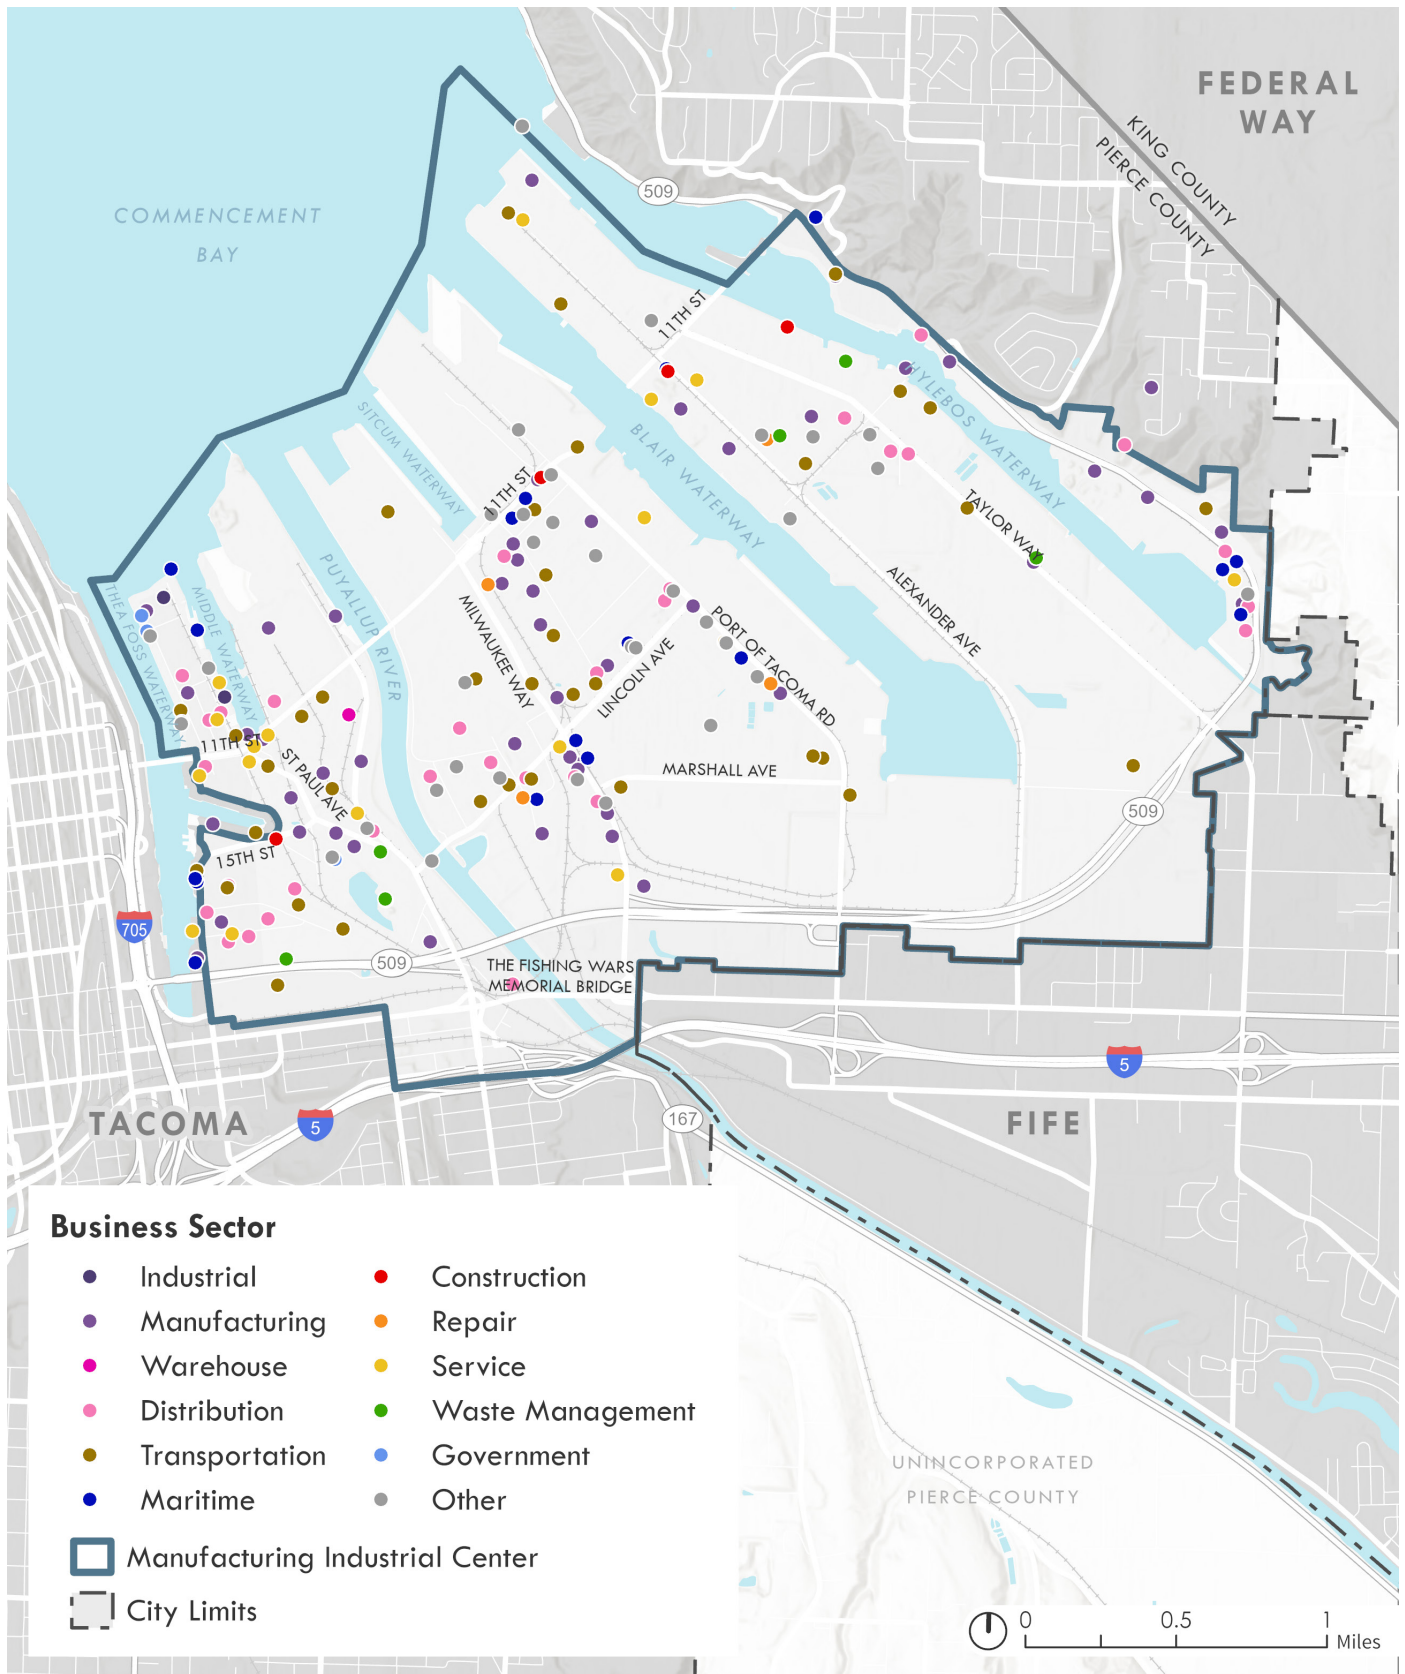 FEDERAL
WAY
KING COUNTY
PIERCE COUNTY
COMMENCEMENT
BAY
509
11TH ST
HYLEBOS WATERWAY
SITCUM WATERWAY
BLAIR WATERWAY
11TH ST
TAYLOR WAY
PUYALLUP RIVER
THEA FOSS WATERWAY
MIDDLE WATERWAY
MILWAUKEE WAY
ALEXANDER AVE
PORT OF TACOMA RD
LINCOLN AVE
11TH ST
ST PAUL AVE
MARSHALL AVE
509
15TH ST
705
509
THE FISHING WARS
MEMORIAL BRIDGE
5
TACOMA
5
167
FIFE
Business Sector
Industrial
Manufacturing
Warehouse
Distribution
Transportation
Maritime
Construction
Repair
Service
Waste Management
Government
Other
Manufacturing Industrial Center
City Limits
UNINCORPORATED
PIERCE COUNTY
0 0.5 1
Miles